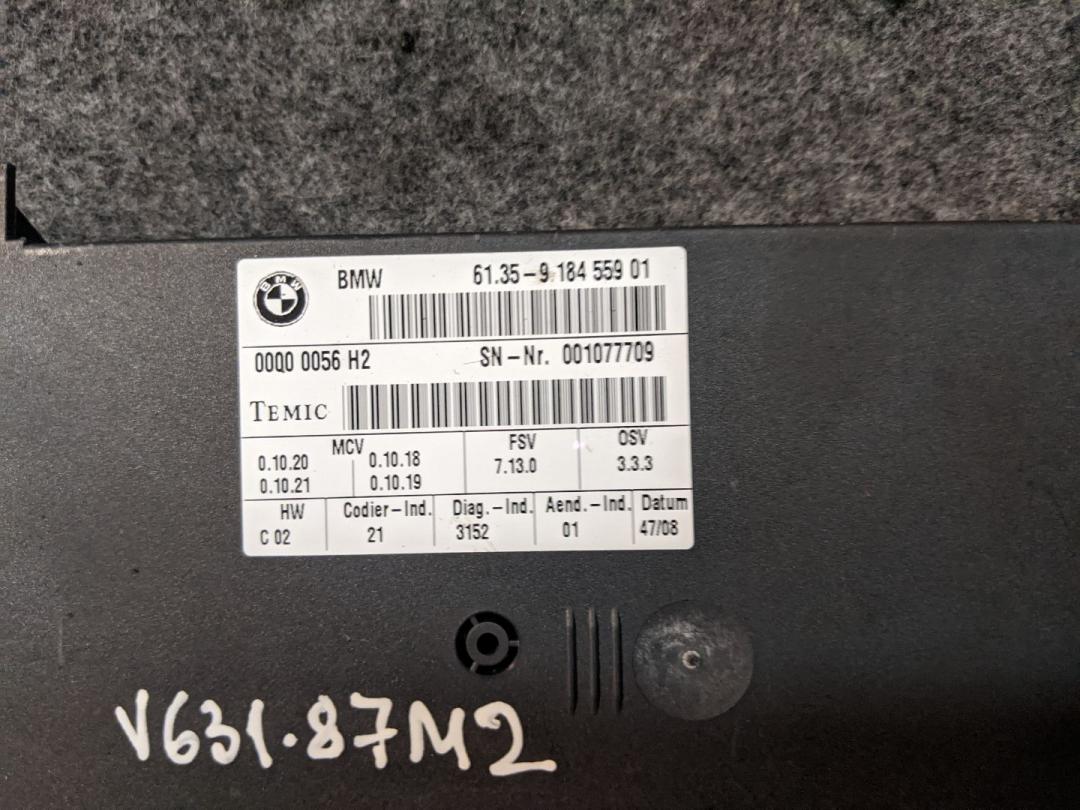 BMW
BMW 61.35-9 184 559 01
00Q0 0056 H2 SN-Nr. 001077709
TEMIC
MCV FSV OSV
0.10.20 0.10.18 7.13.0 3.3.3
0.10.21 0.10.19
HW Codier-Ind. Diag.-Ind. Aend.-Ind. Datum
C 02 21 3152 01 47/08
V631.87M2